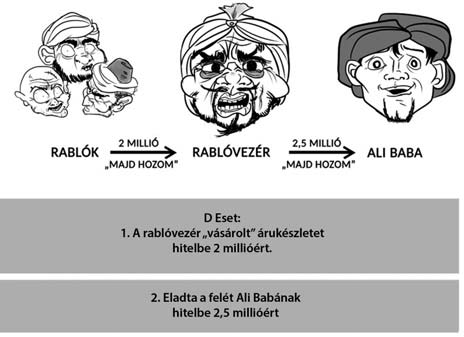 2 MILLIÓ
2,5 MILLIÓ
RABLÓK
RABLÓVEZÉR
ALI BABA
„MAJD HOZOM”
„MAJD HOZOM”
D Eset:
1. A rablóvezér „vásárolt” árukészletet
hitelbe 2 millióért.
2. Eladta a felét Ali Babának
hitelbe 2,5 millióért